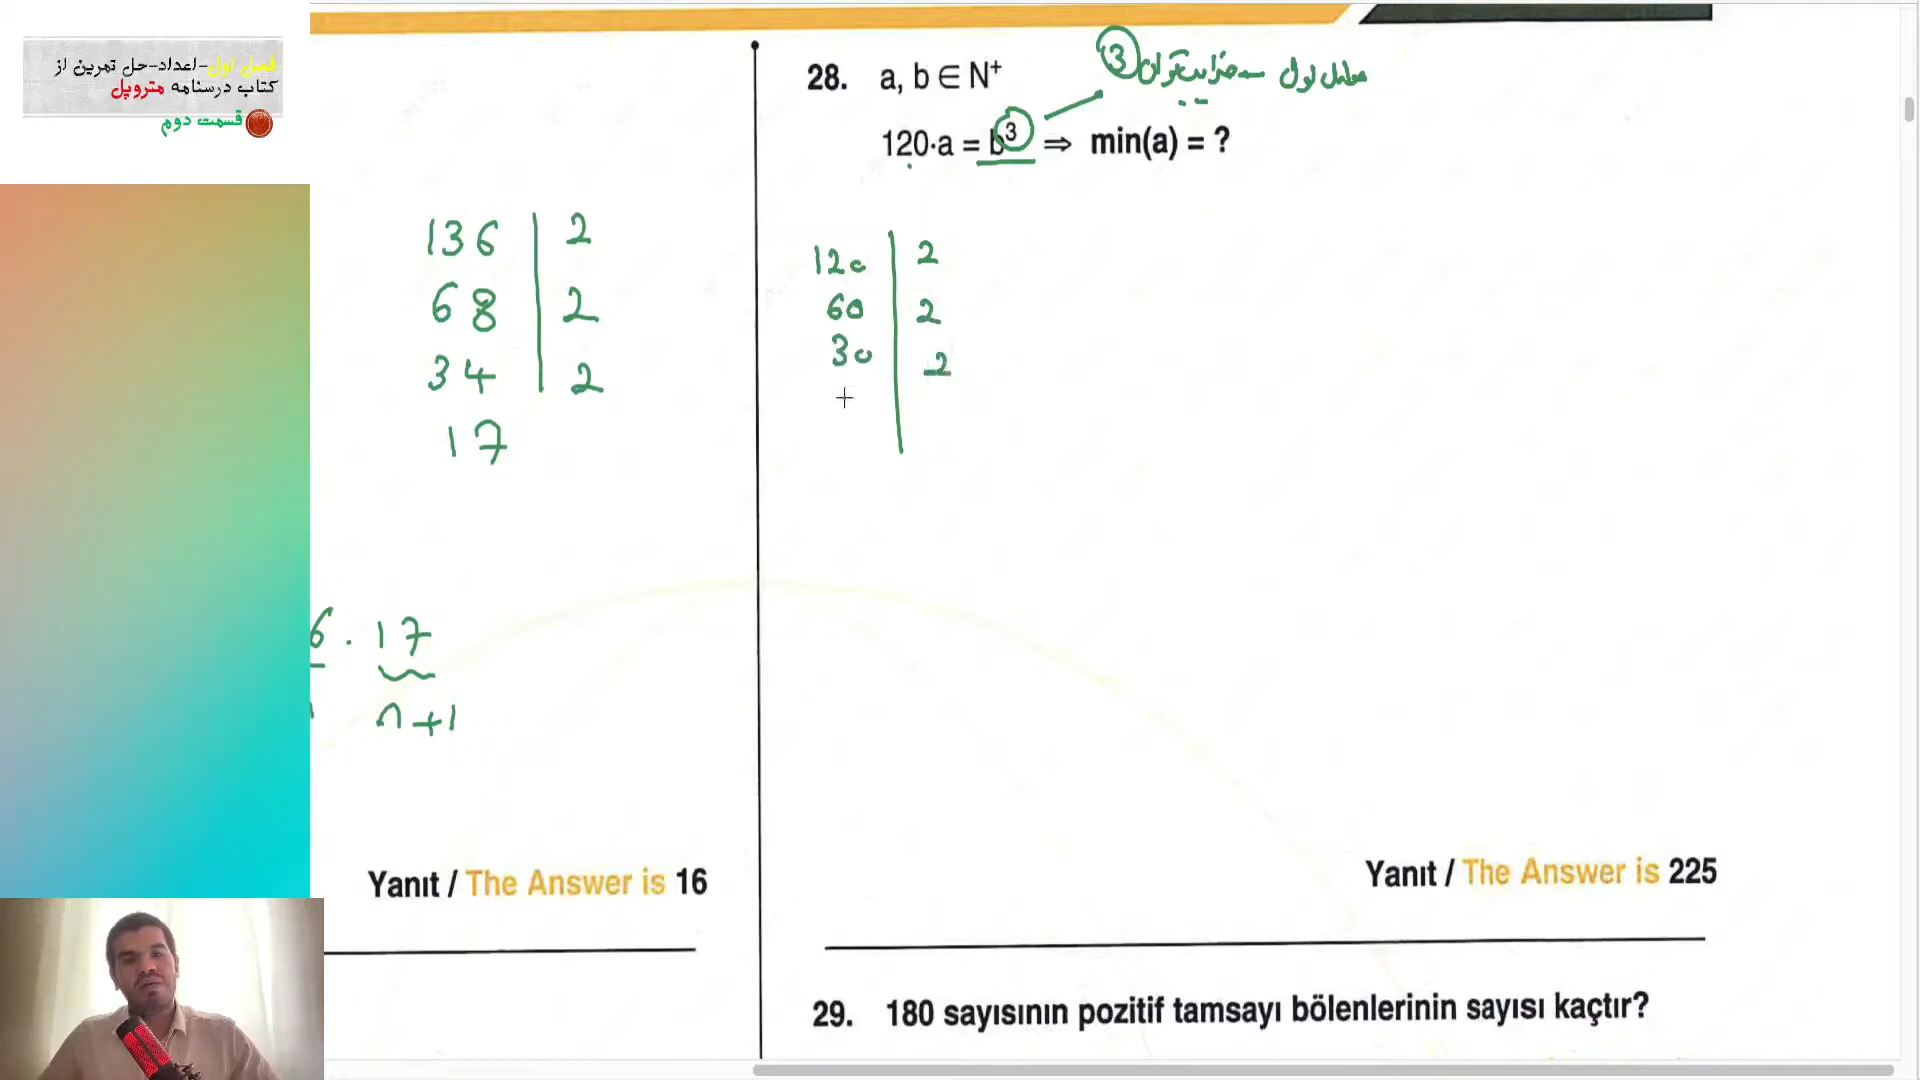 فصل اول-اعداد-حل تمرین از
کتاب درسنامه متروپل
قسمت دوم
136 2
68 2
34 2
17
6 . 17
n+1
Yanıt / The Answer is 16
28. a, b ∈ N⁺
3
عوامل اول
120·a = b³ ⇒ min(a) = ?
120 2
60 2
30 2
Yanıt / The Answer is 225
29. 180 sayısının pozitif tamsayı bölenlerinin sayısı kaçtır?